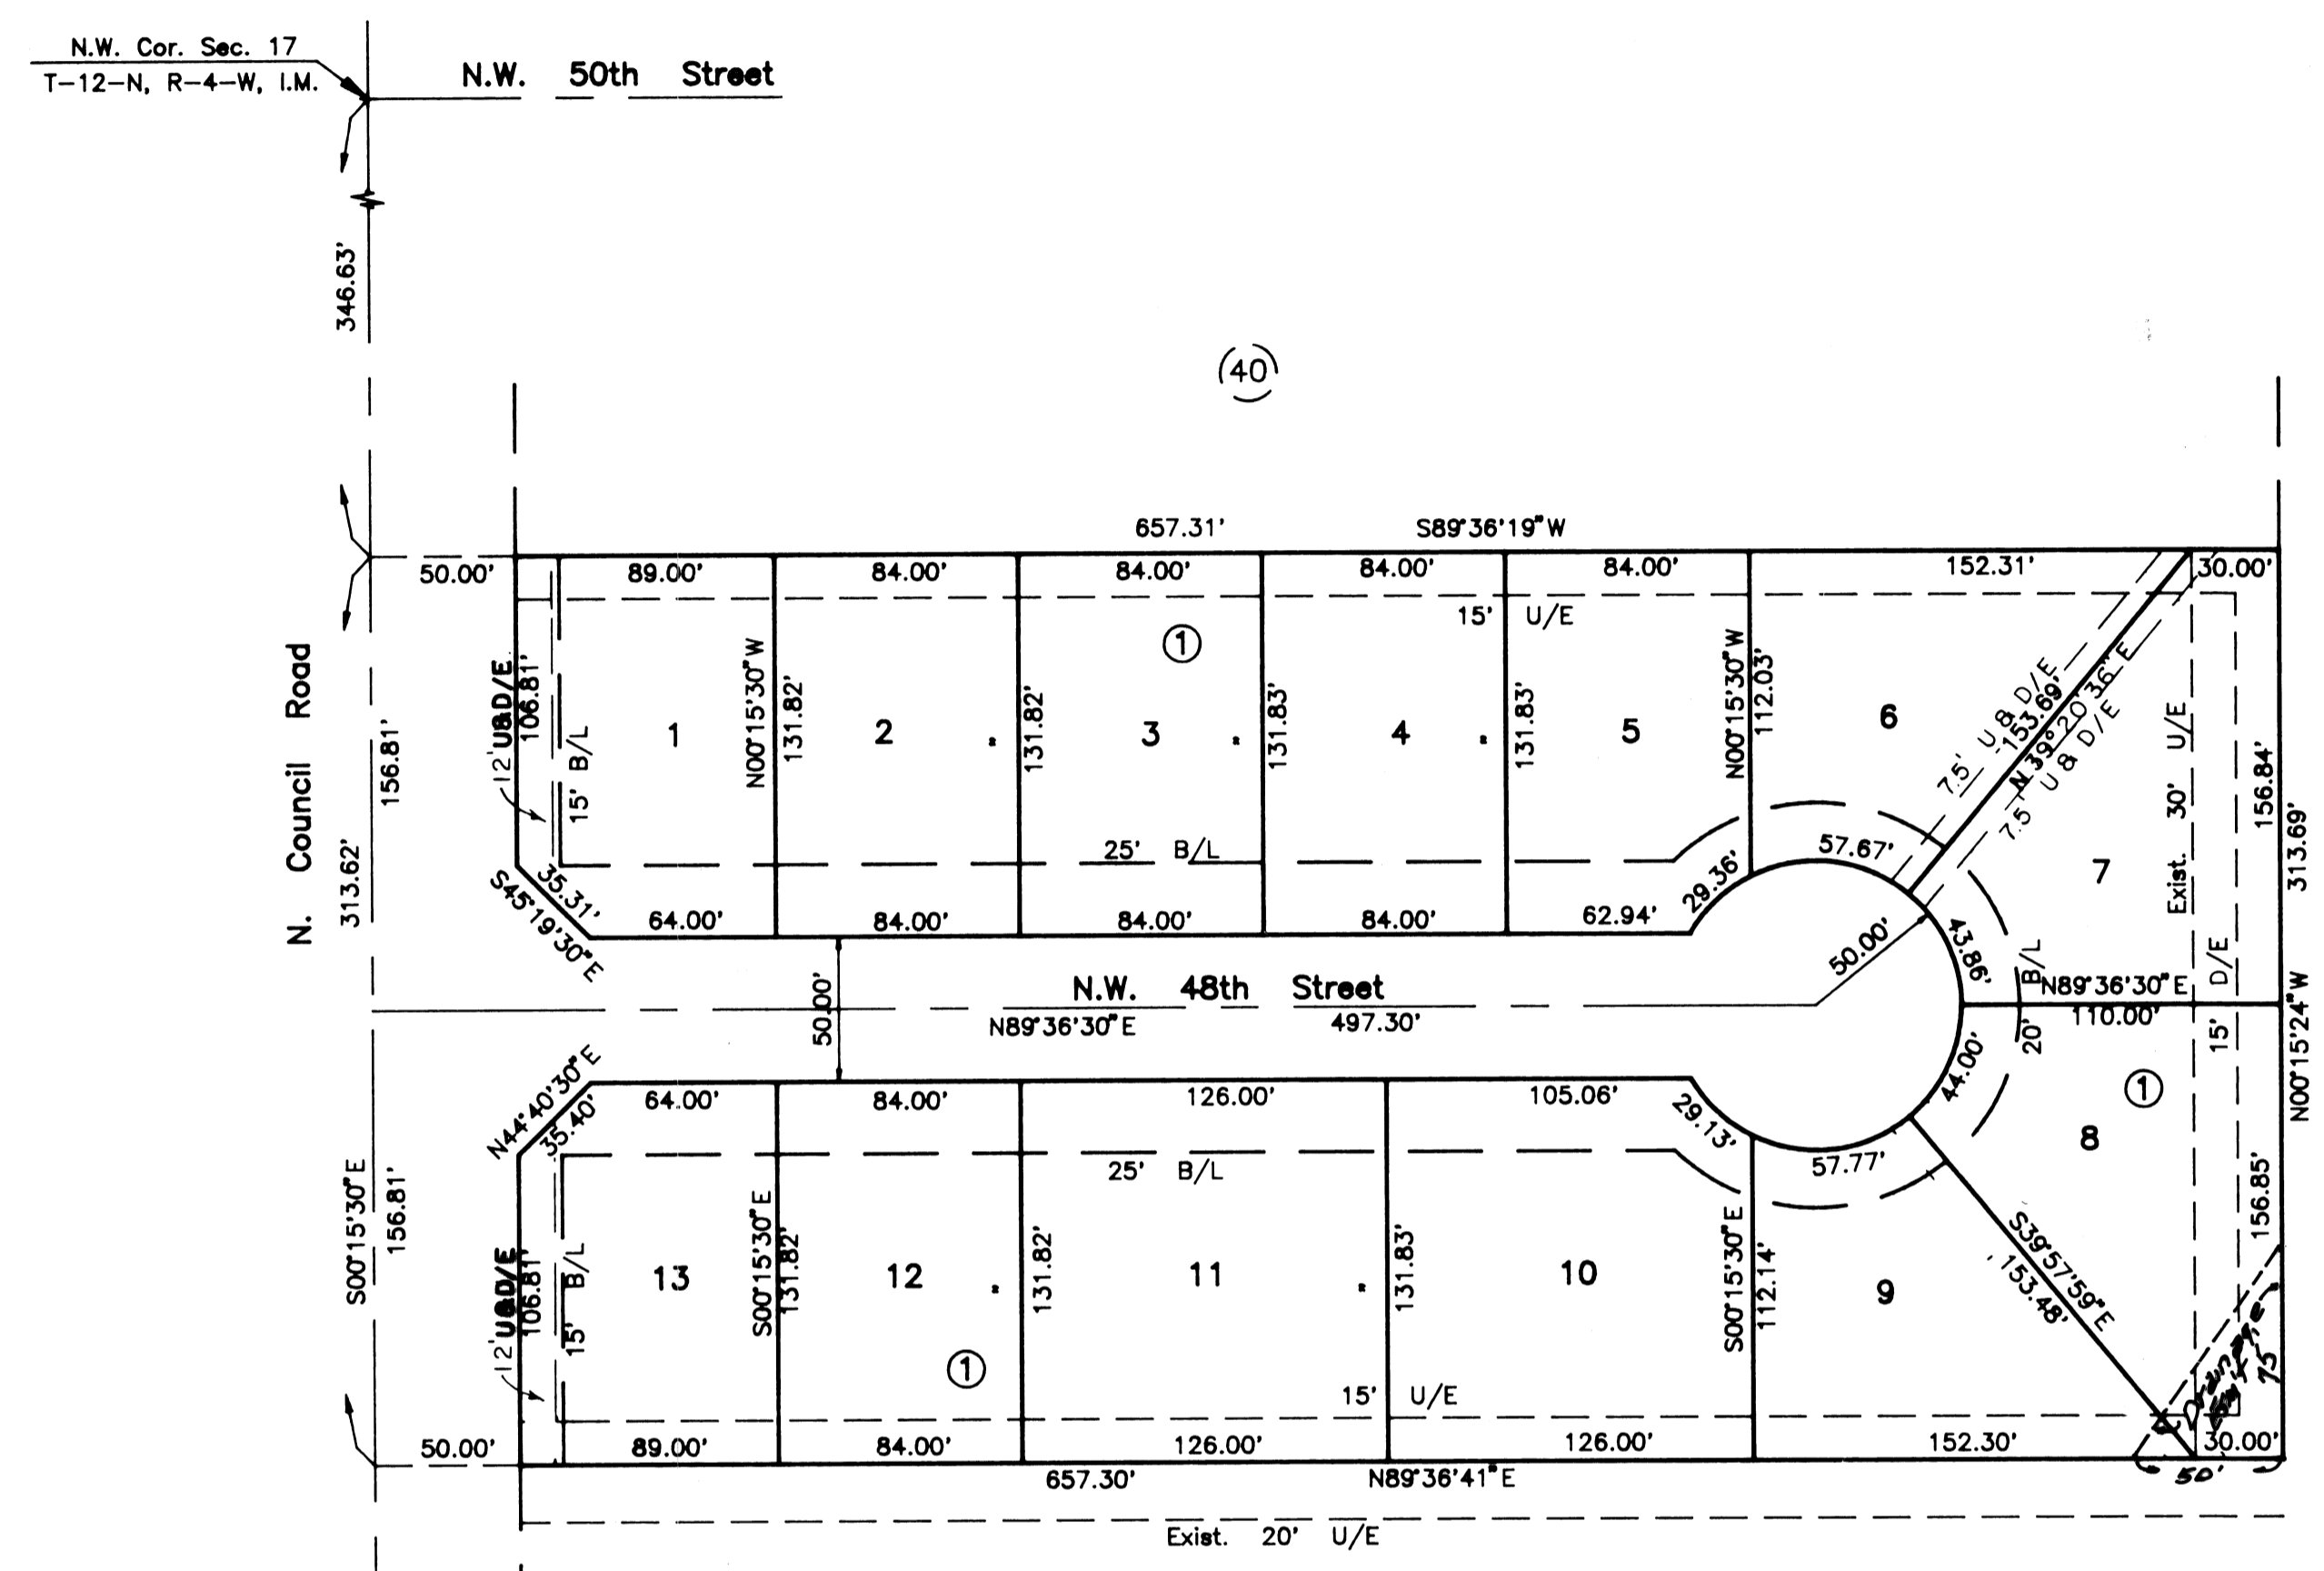 N.W. Cor. Sec. 17
T-12-N, R-4-W, I.M.
N.W. 50th Street
346.63'
40
657.31' S89°36'19"W
50.00' 89.00' 84.00' 84.00' 84.00' 84.00' 152.31' 30.00'
15' U/E
1
N. Council Road
313.62'
156.81'
12' U&D/E
106.81'
15' B/L
1
N00°15'30"W
131.82'
2
131.82'
3
131.83'
4
131.83'
5
N00°15'30"W
112.03'
6
7.5' U & D/E
153.69'
N 39°20'36" E
7.5' U & D/E
Exist. 30' U/E
156.84'
313.69'
7
25' B/L
57.67'
29.36'
35.31'
S45°19'30"E
64.00' 84.00' 84.00' 84.00' 62.94'
50.00'
43.86'
B/L
D/E
N.W. 48th Street
N89°36'30"E 497.30'
50.00'
N89°36'30"E
110.00'
20'
15'
N00°15'24"W
N44°40'30"E
35.40'
64.00' 84.00' 126.00' 105.06'
29.13'
57.77'
44.00'
1
8
25' B/L
S00°15'30"E
156.81'
12' U&D/E
106.81'
15' B/L
13
S00°15'30"E
131.82'
12
131.82'
11
131.83'
10
S00°15'30"E
112.14'
9
S39°57'59"E
153.48'
156.85'
Drainage
Esm't
75'
1
15' U/E
50.00' 89.00' 84.00' 126.00' 126.00' 152.30' 30.00'
657.30' N89°36'41"E
50'
Exist. 20' U/E